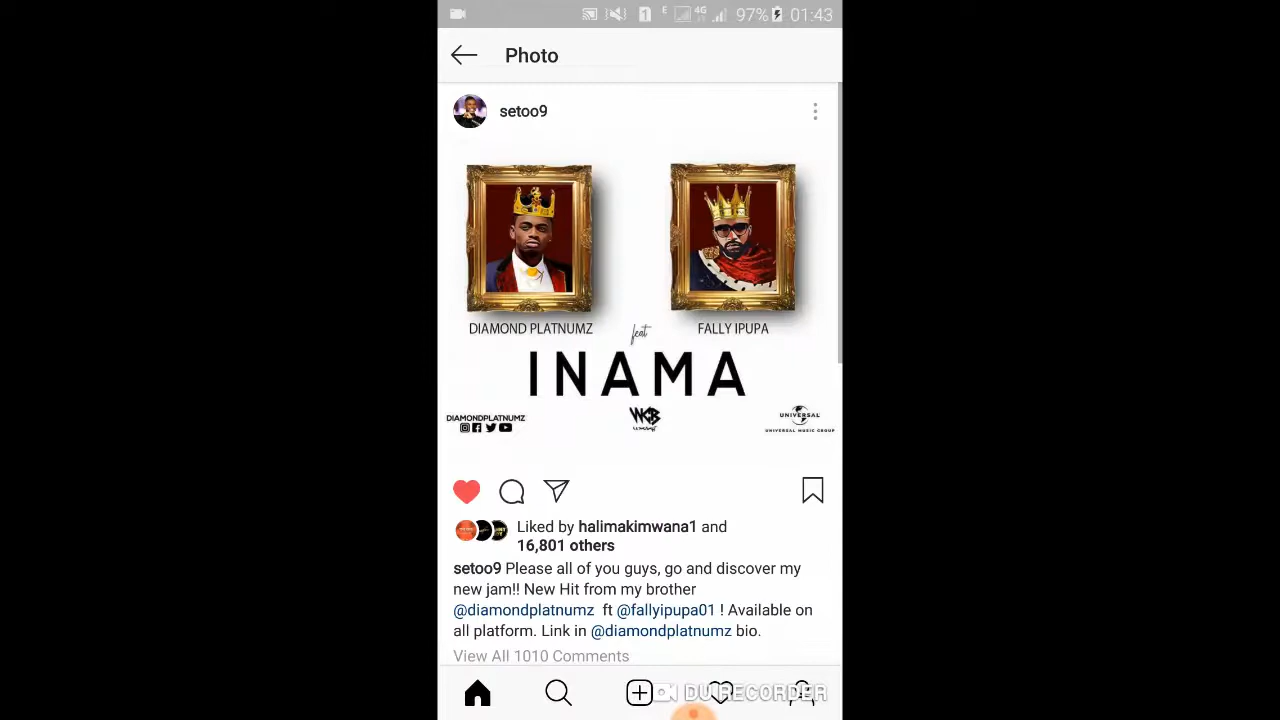 1 E 4G 97% 01:43
Photo
setoo9
DIAMOND PLATNUMZ
feat
FALLY IPUPA
INAMA
DIAMONDPLATNUMZ
WCB
UNIVERSAL
UNIVERSAL MUSIC GROUP
Liked by halimakimwana1 and
16,801 others
setoo9 Please all of you guys, go and discover my
new jam!! New Hit from my brother
@diamondplatnumz ft @fallyipupa01 ! Available on
all platform. Link in @diamondplatnumz bio.
View All 1010 Comments
DU RECORDER